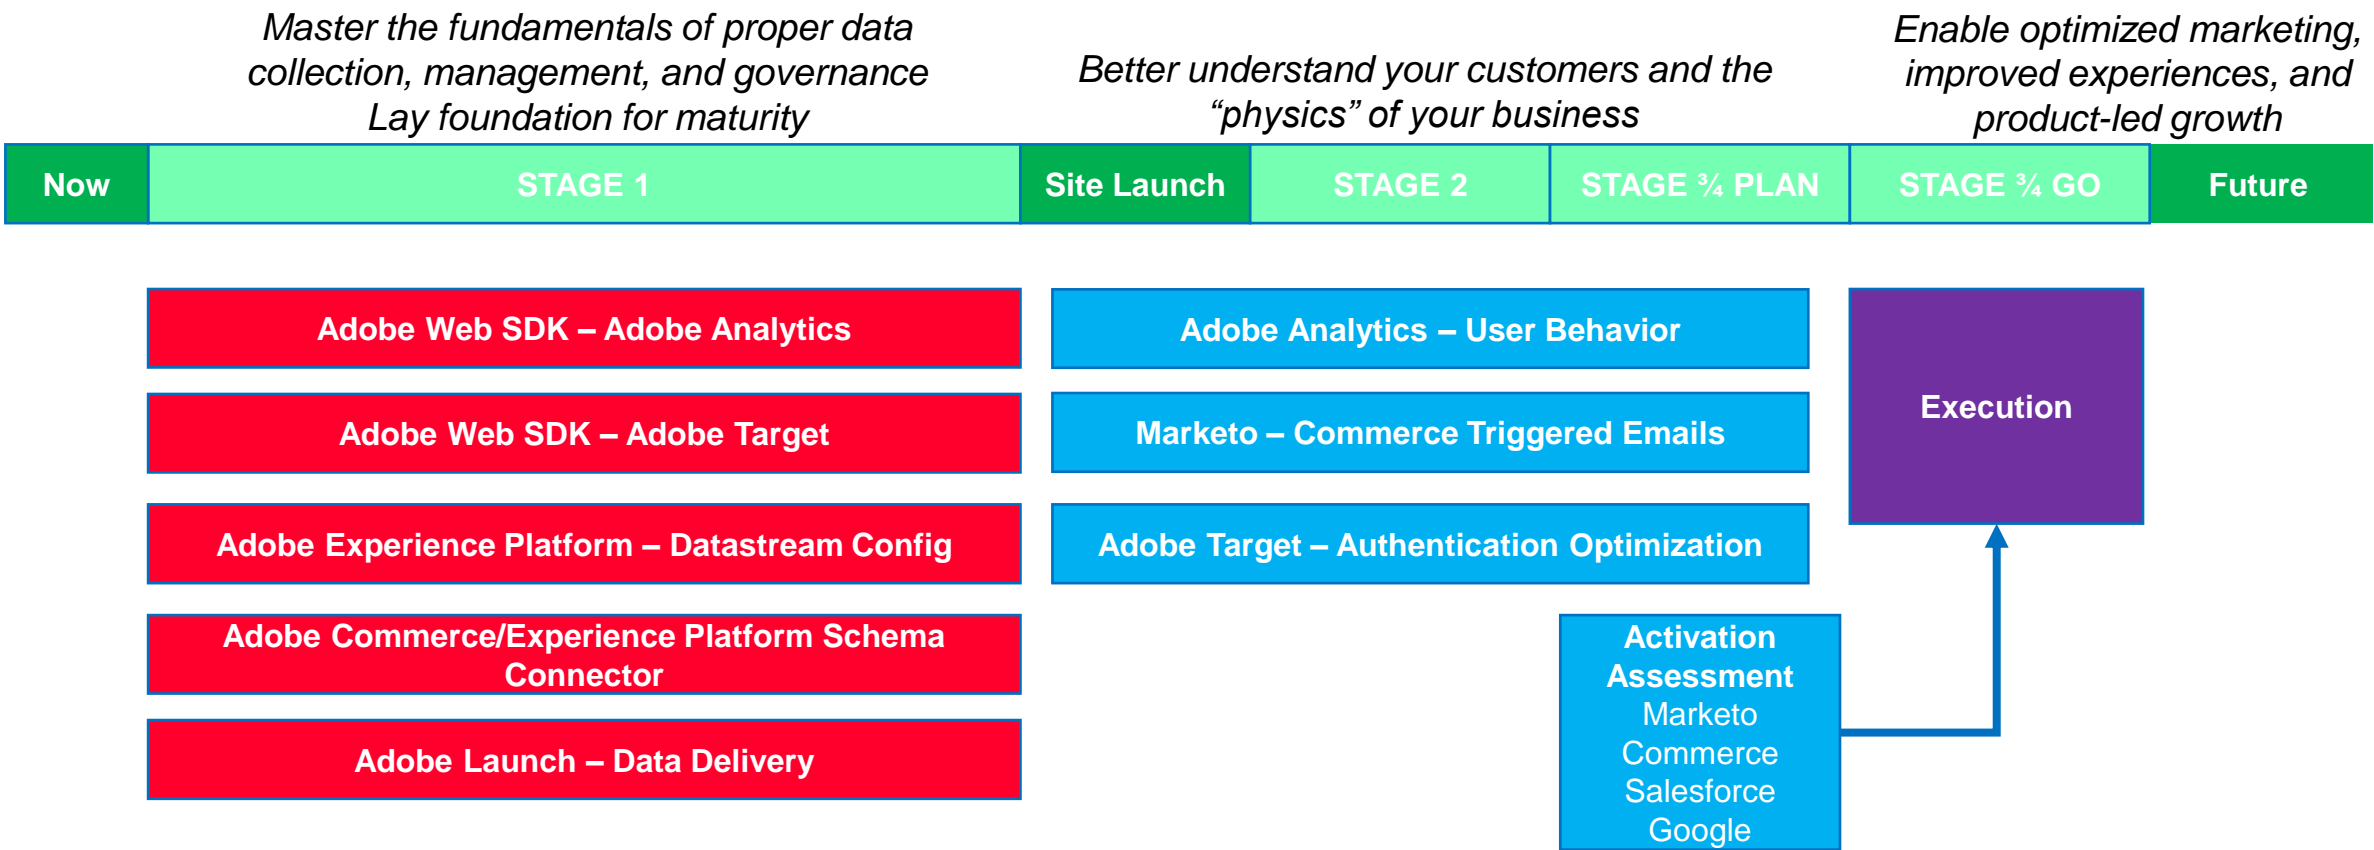 Master the fundamentals of proper data
collection, management, and governance
Lay foundation for maturity
Better understand your customers and the
“physics” of your business
Enable optimized marketing,
improved experiences, and
product-led growth
Now
STAGE 1
Site Launch
STAGE 2
STAGE ¾ PLAN
STAGE ¾ GO
Future
Adobe Web SDK – Adobe Analytics
Adobe Web SDK – Adobe Target
Adobe Experience Platform – Datastream Config
Adobe Commerce/Experience Platform Schema
Connector
Adobe Launch – Data Delivery
Adobe Analytics – User Behavior
Marketo – Commerce Triggered Emails
Adobe Target – Authentication Optimization
Activation
Assessment
Marketo
Commerce
Salesforce
Google
Execution